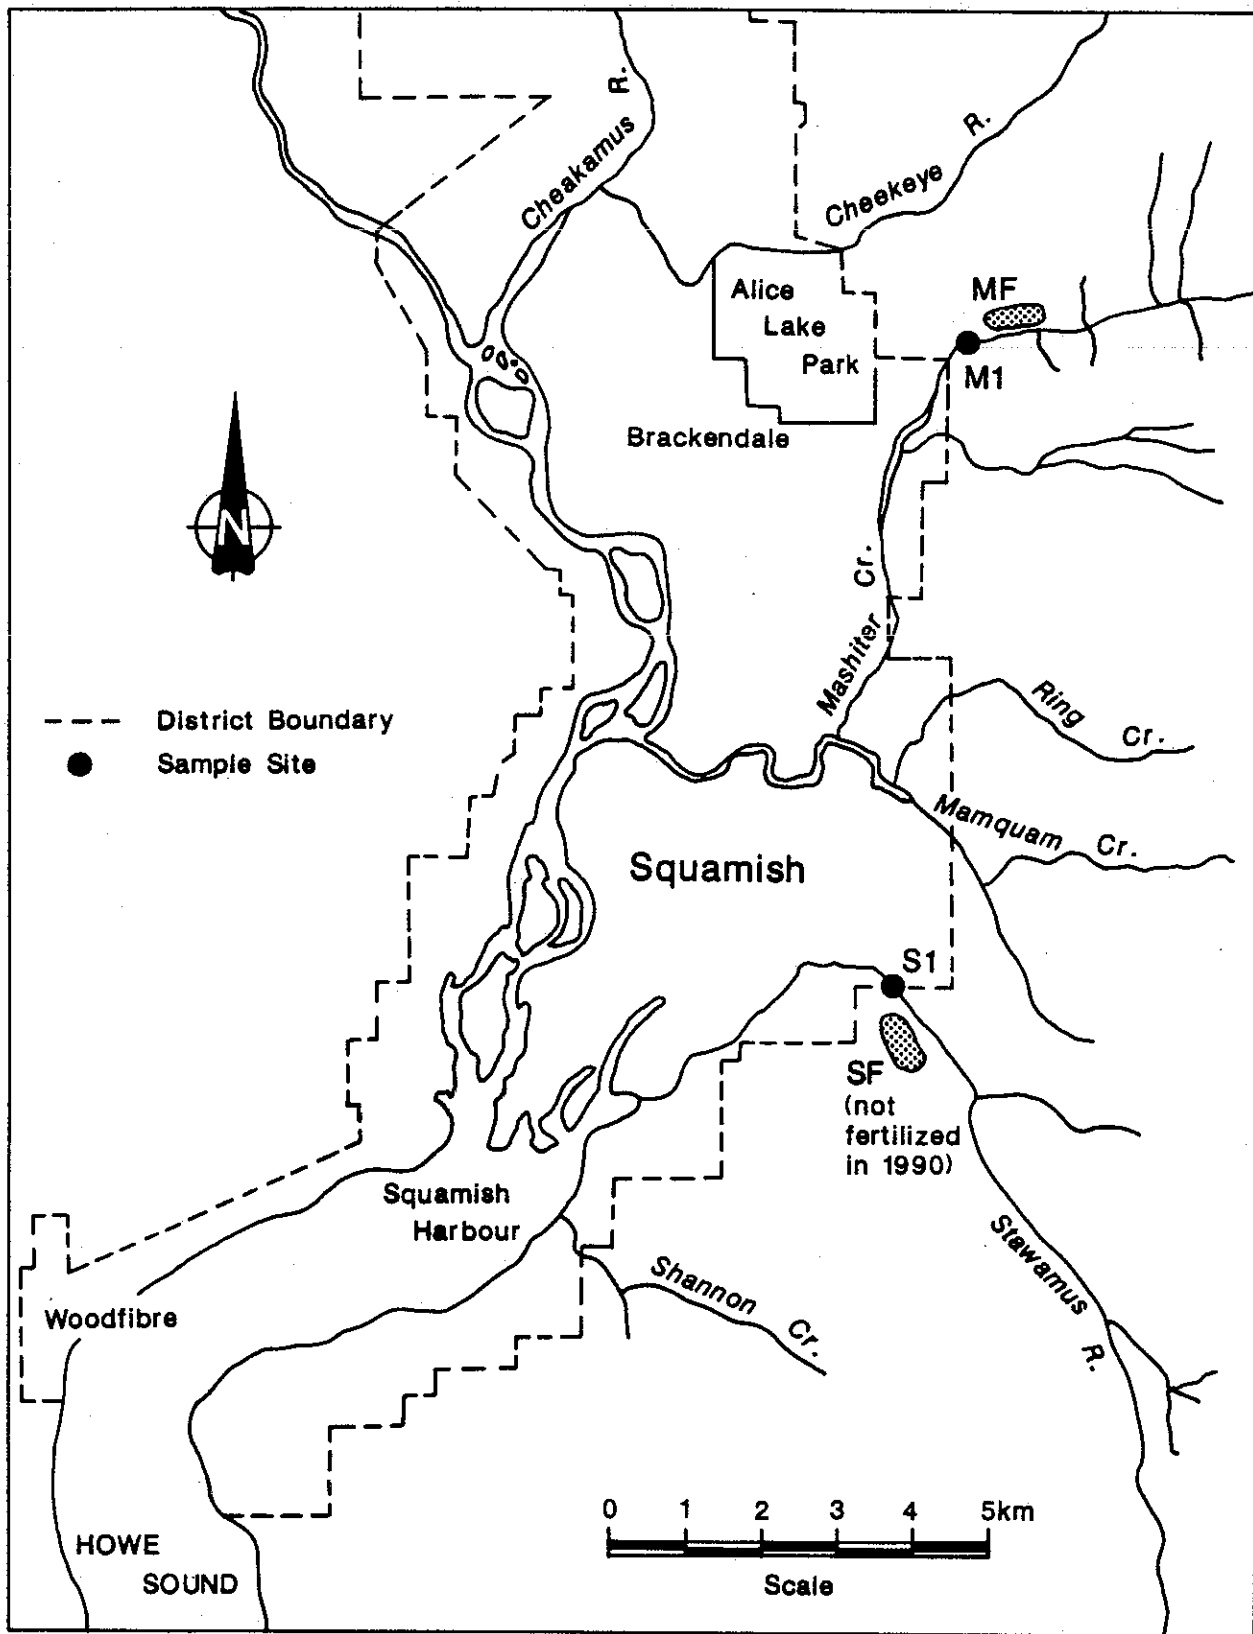 Cheakamus R.
Cheekeye R.
Alice
Lake
Park
MF
M1
Brackendale
N
Mashiter Cr.
Ring Cr.
District Boundary
Sample Site
Mamquam Cr.
Squamish
S1
SF
(not
fertilized
in 1990)
Squamish
Harbour
Stawamus R.
Shannon Cr.
Woodfibre
0 1 2 3 4 5km
Scale
HOWE
SOUND